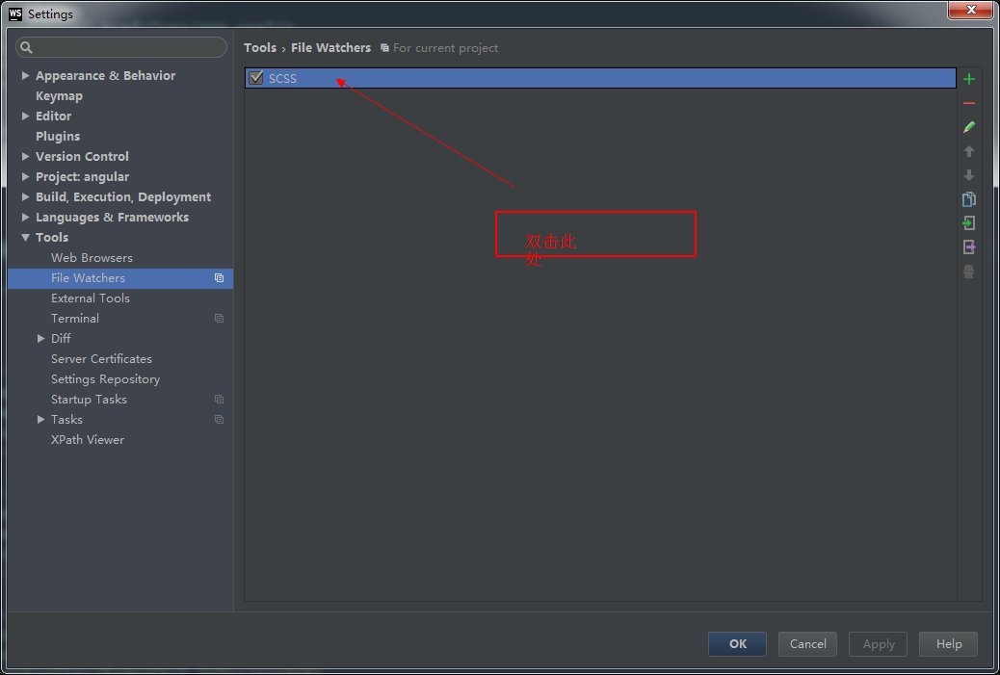 WS Settings
Tools › File Watchers For current project
Appearance & Behavior
Keymap
Editor
Plugins
Version Control
Project: angular
Build, Execution, Deployment
Languages & Frameworks
Tools
Web Browsers
File Watchers
External Tools
Terminal
Diff
Server Certificates
Settings Repository
Startup Tasks
Tasks
XPath Viewer
SCSS
双击此
处
OK Cancel Apply Help